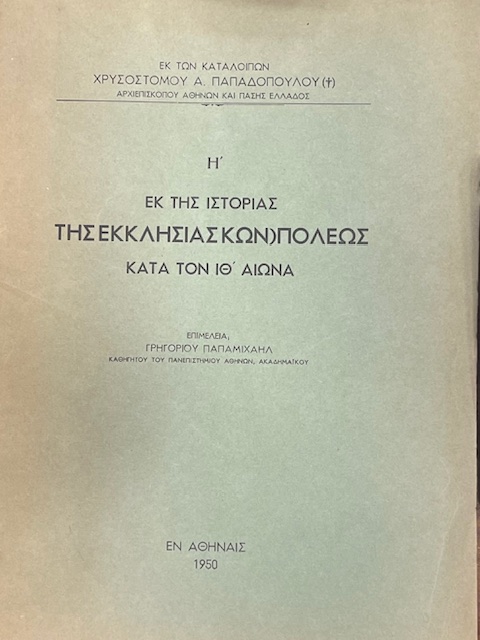 ΕΚ ΤΩΝ ΚΑΤΑΛΟΙΠΩΝ
ΧΡΥΣΟΣΤΟΜΟΥ Α. ΠΑΠΑΔΟΠΟΥΛΟΥ (†)
ΑΡΧΙΕΠΙΣΚΟΠΟΥ ΑΘΗΝΩΝ ΚΑΙ ΠΑΣΗΣ ΕΛΛΑΔΟΣ
Η΄
ΕΚ ΤΗΣ ΙΣΤΟΡΙΑΣ
ΤΗΣ ΕΚΚΛΗΣΙΑΣ ΚΩΝ)ΠΟΛΕΩΣ
ΚΑΤΑ ΤΟΝ ΙΘ΄ ΑΙΩΝΑ
ΕΠΙΜΕΛΕΙΑ,
ΓΡΗΓΟΡΙΟΥ ΠΑΠΑΜΙΧΑΗΛ
ΚΑΘΗΓΗΤΟΥ ΤΟΥ ΠΑΝΕΠΙΣΤΗΜΙΟΥ ΑΘΗΝΩΝ, ΑΚΑΔΗΜΑΪΚΟΥ
ΕΝ ΑΘΗΝΑΙΣ
1950